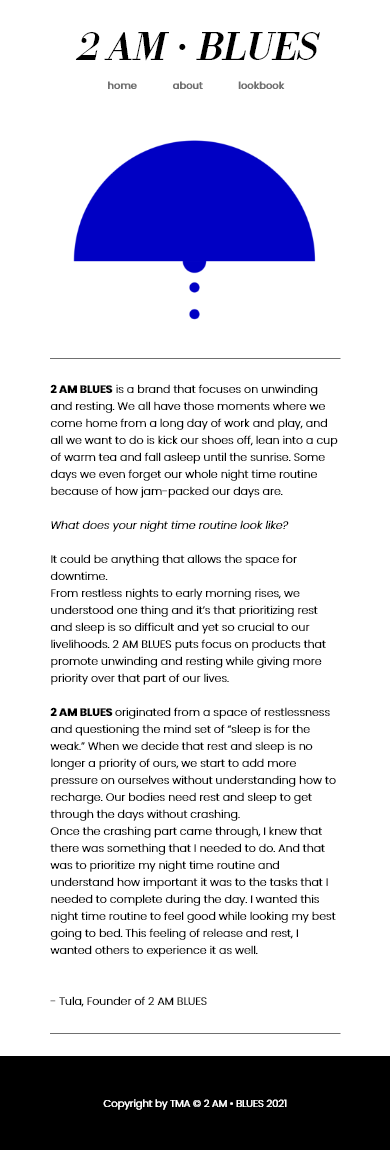 2 AM • BLUES
home about lookbook
2 AM BLUES is a brand that focuses on unwinding
and resting. We all have those moments where we
come home from a long day of work and play, and
all we want to do is kick our shoes off, lean into a cup
of warm tea and fall asleep until the sunrise. Some
days we even forget our whole night time routine
because of how jam-packed our days are.
What does your night time routine look like?
It could be anything that allows the space for
downtime.
From restless nights to early morning rises, we
understood one thing and it's that prioritizing rest
and sleep is so difficult and yet so crucial to our
livelihoods. 2 AM BLUES puts focus on products that
promote unwinding and resting while giving more
priority over that part of our lives.
2 AM BLUES originated from a space of restlessness
and questioning the mind set of “sleep is for the
weak.” When we decide that rest and sleep is no
longer a priority of ours, we start to add more
pressure on ourselves without understanding how to
recharge. Our bodies need rest and sleep to get
through the days without crashing.
Once the crashing part came through, I knew that
there was something that I needed to do. And that
was to prioritize my night time routine and
understand how important it was to the tasks that I
needed to complete during the day. I wanted this
night time routine to feel good while looking my best
going to bed. This feeling of release and rest, I
wanted others to experience it as well.
- Tula, Founder of 2 AM BLUES
Copyright by TMA © 2 AM • BLUES 2021